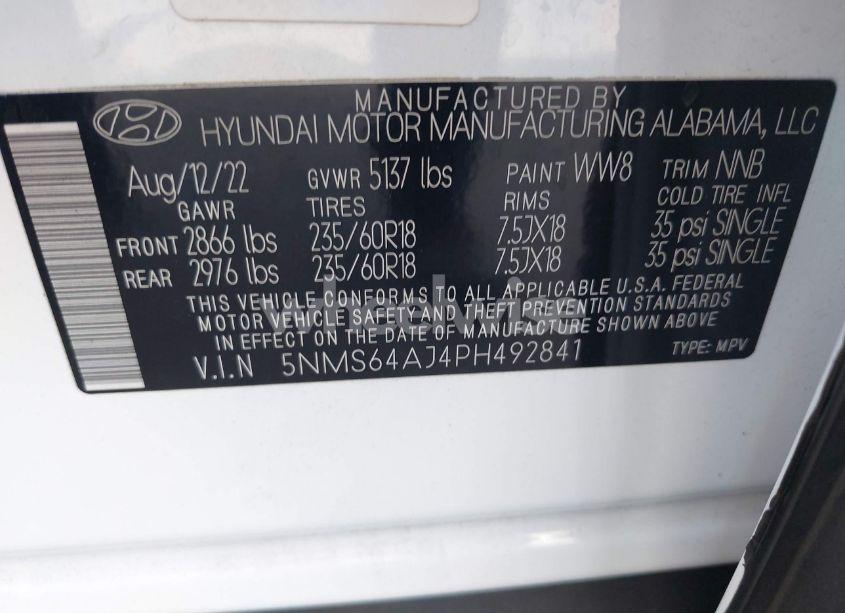 MANUFACTURED BY
HYUNDAI MOTOR MANUFACTURING ALABAMA, LLC
Aug/12/22 GVWR 5137 lbs PAINT WW8 TRIM NNB
GAWR TIRES RIMS COLD TIRE INFL
FRONT 2866 lbs 235/60R18 7.5JX18 35 psi SINGLE
REAR 2976 lbs 235/60R18 7.5JX18 35 psi SINGLE
THIS VEHICLE CONFORMS TO ALL APPLICABLE U.S.A. FEDERAL
MOTOR VEHICLE SAFETY AND THEFT PREVENTION STANDARDS
IN EFFECT ON THE DATE OF MANUFACTURE SHOWN ABOVE
V.I.N 5NMS64AJ4PH492841 TYPE: MPV